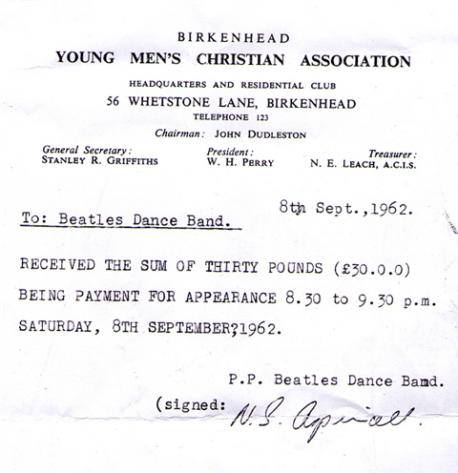 BIRKENHEAD
YOUNG MEN'S CHRISTIAN ASSOCIATION
HEADQUARTERS AND RESIDENTIAL CLUB
56 WHETSTONE LANE, BIRKENHEAD
TELEPHONE 123
Chairman: JOHN DUDLESTON
General Secretary: President: Treasurer:
STANLEY R. GRIFFITHS W. H. PERRY N. E. LEACH, A.C.I.S.
8th Sept.,1962.
To: Beatles Dance Band.
RECEIVED THE SUM OF THIRTY POUNDS (£30.0.0)
BEING PAYMENT FOR APPEARANCE 8.30 to 9.30 p.m.
SATURDAY, 8TH SEPTEMBER?1962.
P.P. Beatles Dance Band.
(signed: N.S. Aspinall.